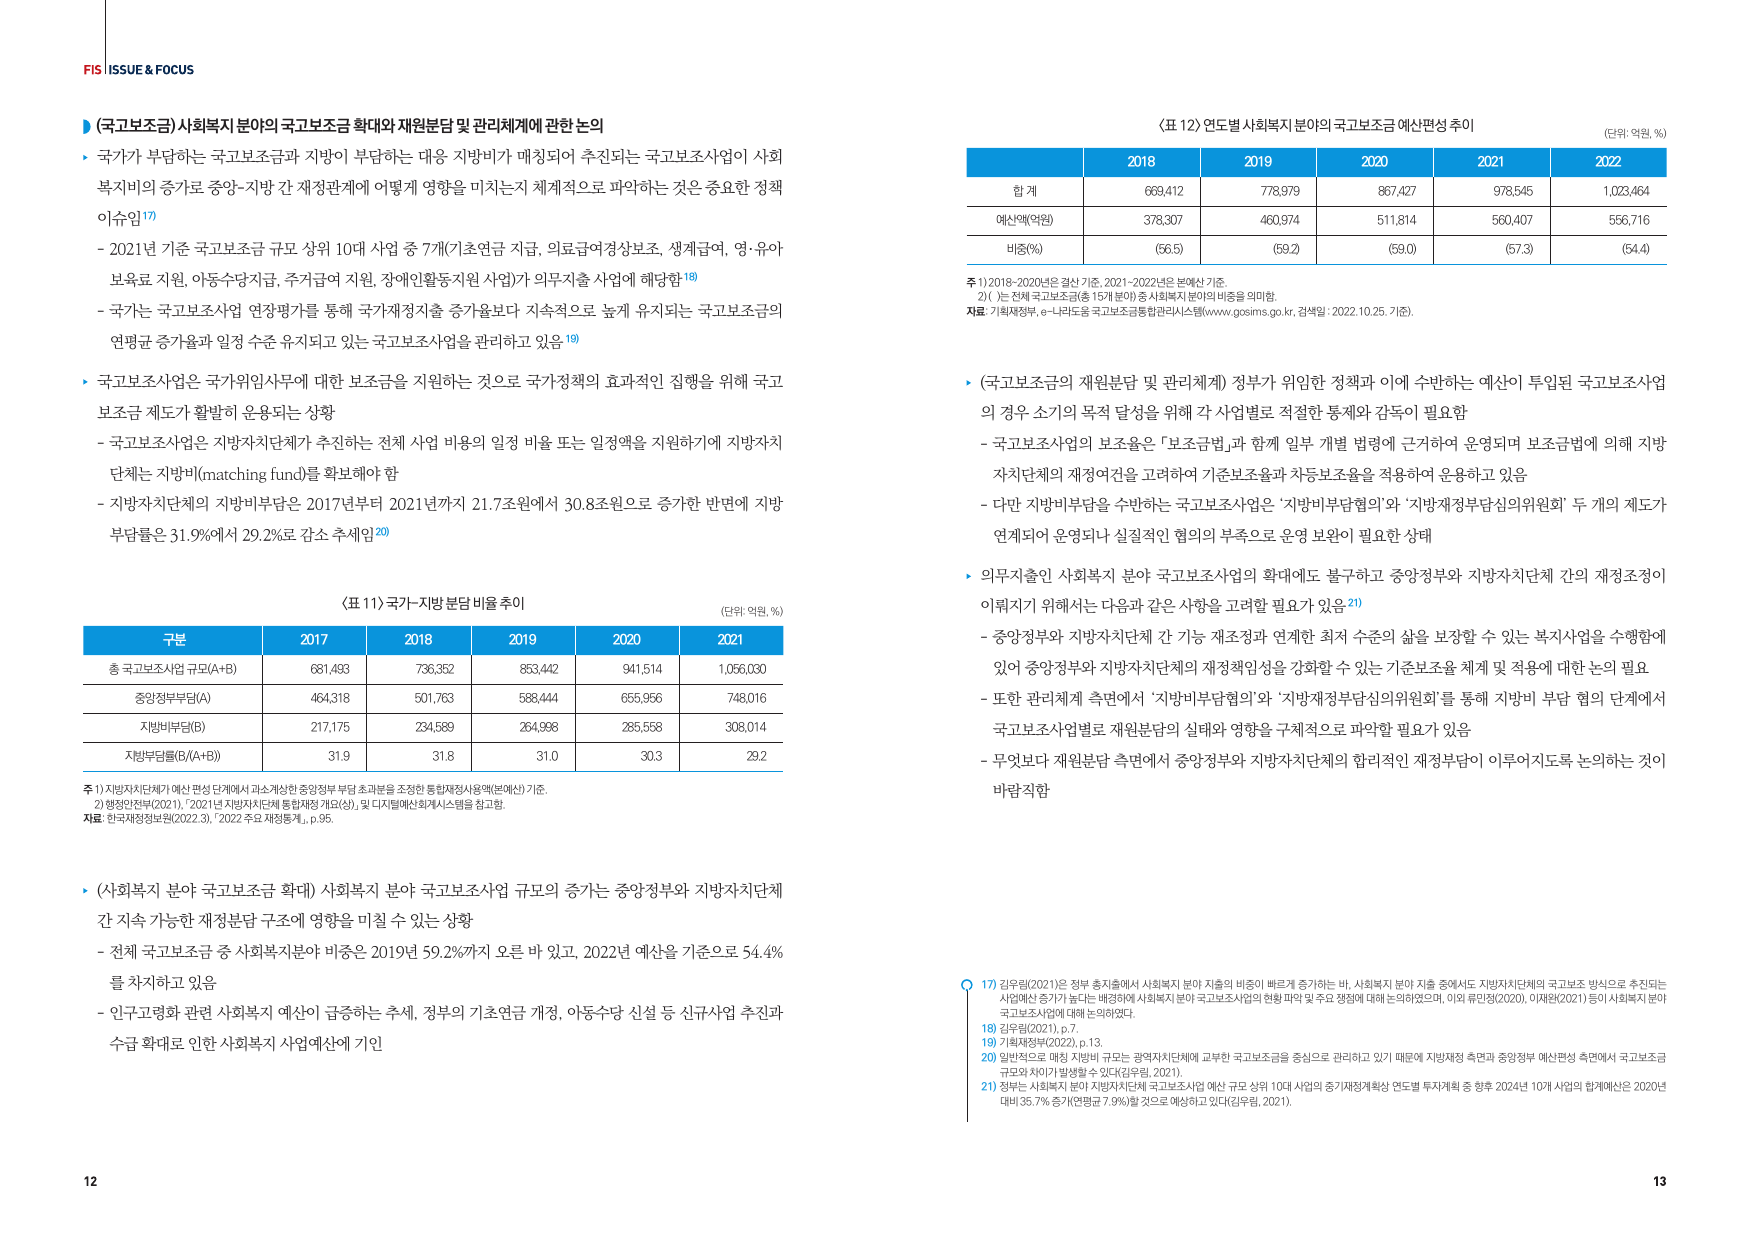 FIS ISSUE & FOCUS
(국고보조금) 사회복지 분야의 국고보조금 확대와 재원분담 및 관리체계에 관한 논의
국가가 부담하는 국고보조금과 지방이 부담하는 대응 지방비가 매칭되어 추진되는 국고보조사업이 사회
복지비의 증가로 중앙-지방 간 재정관계에 어떻게 영향을 미치는지 체계적으로 파악하는 것은 중요한 정책
이슈임17)
- 2021년 기준 국고보조금 규모 상위 10대 사업 중 7개(기초연금 지급, 의료급여경상보조, 생계급여, 영·유아
보육료 지원, 아동수당지급, 주거급여 지원, 장애인활동지원 사업)가 의무지출 사업에 해당함18)
- 국가는 국고보조사업 연장평가를 통해 국가재정지출 증가율보다 지속적으로 높게 유지되는 국고보조금의
연평균 증가율과 일정 수준 유지되고 있는 국고보조사업을 관리하고 있음19)
국고보조사업은 국가위임사무에 대한 보조금을 지원하는 것으로 국가정책의 효과적인 집행을 위해 국고
보조금 제도가 활발히 운용되는 상황
- 국고보조사업은 지방자치단체가 추진하는 전체 사업 비용의 일정 비율 또는 일정액을 지원하기에 지방자치
단체는 지방비(matching fund)를 확보해야 함
- 지방자치단체의 지방비부담은 2017년부터 2021년까지 21.7조원에서 30.8조원으로 증가한 반면에 지방
부담률은 31.9%에서 29.2%로 감소 추세임20)
〈표 11〉 국가-지방 분담 비율 추이
(단위: 억원, %)
구분 2017 2018 2019 2020 2021
총 국고보조사업 규모(A+B) 681,493 736,352 853,442 941,514 1,056,030
중앙정부부담(A) 464,318 501,763 588,444 655,956 748,016
지방비부담(B) 217,175 234,589 264,998 285,558 308,014
지방부담률(B/(A+B)) 31.9 31.8 31.0 30.3 29.2
주 1) 지방자치단체가 예산 편성 단계에서 과소계상한 중앙정부 부담 초과분을 조정한 통합재정사용액(본예산) 기준.
2) 행정안전부(2021), 「2021년 지방자치단체 통합재정 개요(상)」 및 디지털예산회계시스템을 참고함.
자료: 한국재정정보원(2022.3), 「2022 주요 재정통계」, p.95.
(사회복지 분야 국고보조금 확대) 사회복지 분야 국고보조사업 규모의 증가는 중앙정부와 지방자치단체
간 지속 가능한 재정분담 구조에 영향을 미칠 수 있는 상황
- 전체 국고보조금 중 사회복지분야 비중은 2019년 59.2%까지 오른 바 있고, 2022년 예산을 기준으로 54.4%
를 차지하고 있음
- 인구고령화 관련 사회복지 예산이 급증하는 추세, 정부의 기초연금 개정, 아동수당 신설 등 신규사업 추진과
수급 확대로 인한 사회복지 사업예산에 기인
12
〈표 12〉 연도별 사회복지 분야의 국고보조금 예산편성 추이
(단위: 억원, %)
2018 2019 2020 2021 2022
합 계 669,412 778,979 867,427 978,545 1,023,464
예산액(억원) 378,307 460,974 511,814 560,407 556,716
비중(%) (56.5) (59.2) (59.0) (57.3) (54.4)
주 1) 2018~2020년은 결산 기준, 2021~2022년은 본예산 기준.
2) ( )는 전체 국고보조금(총 15개 분야) 중 사회복지 분야의 비중을 의미함.
자료: 기획재정부, e-나라도움 국고보조금통합관리시스템(www.gosims.go.kr, 검색일 : 2022.10.25. 기준).
(국고보조금의 재원분담 및 관리체계) 정부가 위임한 정책과 이에 수반하는 예산이 투입된 국고보조사업
의 경우 소기의 목적 달성을 위해 각 사업별로 적절한 통제와 감독이 필요함
- 국고보조사업의 보조율은 「보조금법」과 함께 일부 개별 법령에 근거하여 운영되며 보조금법에 의해 지방
자치단체의 재정여건을 고려하여 기준보조율과 차등보조율을 적용하여 운용하고 있음
- 다만 지방비부담을 수반하는 국고보조사업은 ‘지방비부담협의’와 ‘지방재정부담심의위원회’ 두 개의 제도가
연계되어 운영되나 실질적인 협의의 부족으로 운영 보완이 필요한 상태
의무지출인 사회복지 분야 국고보조사업의 확대에도 불구하고 중앙정부와 지방자치단체 간의 재정조정이
이뤄지기 위해서는 다음과 같은 사항을 고려할 필요가 있음21)
- 중앙정부와 지방자치단체 간 기능 재조정과 연계한 최저 수준의 삶을 보장할 수 있는 복지사업을 수행함에
있어 중앙정부와 지방자치단체의 재정책임성을 강화할 수 있는 기준보조율 체계 및 적용에 대한 논의 필요
- 또한 관리체계 측면에서 ‘지방비부담협의’와 ‘지방재정부담심의위원회’를 통해 지방비 부담 협의 단계에서
국고보조사업별로 재원분담의 실태와 영향을 구체적으로 파악할 필요가 있음
- 무엇보다 재원분담 측면에서 중앙정부와 지방자치단체의 합리적인 재정부담이 이루어지도록 논의하는 것이
바람직함
17) 김우림(2021)은 정부 총지출에서 사회복지 분야 지출의 비중이 빠르게 증가하는 바, 사회복지 분야 지출 중에서도 지방자치단체의 국고보조 방식으로 추진되는
사업예산 증가가 높다는 배경하에 사회복지 분야 국고보조사업의 현황 파악 및 주요 쟁점에 대해 논의하였으며, 이외 류민정(2020), 이재완(2021) 등이 사회복지 분야
국고보조사업에 대해 논의하였다.
18) 김우림(2021), p.7.
19) 기획재정부(2022), p.13.
20) 일반적으로 매칭 지방비 규모는 광역자치단체에 교부한 국고보조금을 중심으로 관리하고 있기 때문에 지방재정 측면과 중앙정부 예산편성 측면에서 국고보조금
규모와 차이가 발생할 수 있다(김우림, 2021).
21) 정부는 사회복지 분야 지방자치단체 국고보조사업 예산 규모 상위 10대 사업의 중기재정계획상 연도별 투자계획 중 향후 2024년 10개 사업의 합계예산은 2020년
대비 35.7% 증가(연평균 7.9%)할 것으로 예상하고 있다(김우림, 2021).
13